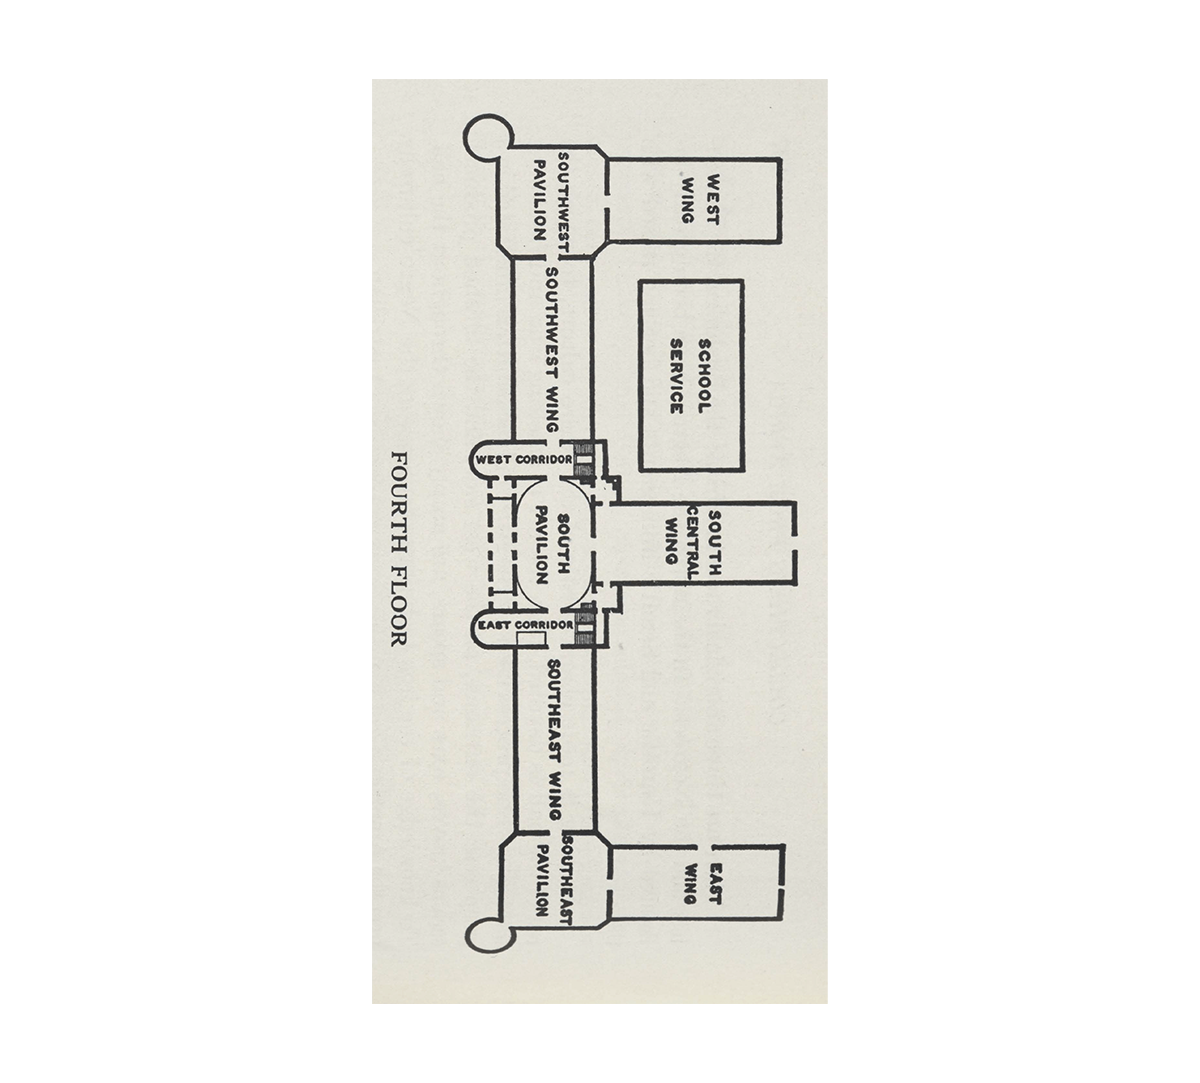 WEST
WING
SOUTHWEST
PAVILION
SCHOOL
SERVICE
SOUTHWEST WING
WEST CORRIDOR
SOUTH
CENTRAL
WING
SOUTH
PAVILION
EAST CORRIDOR
SOUTHEAST WING
EAST
WING
SOUTHEAST
PAVILION
FOURTH FLOOR